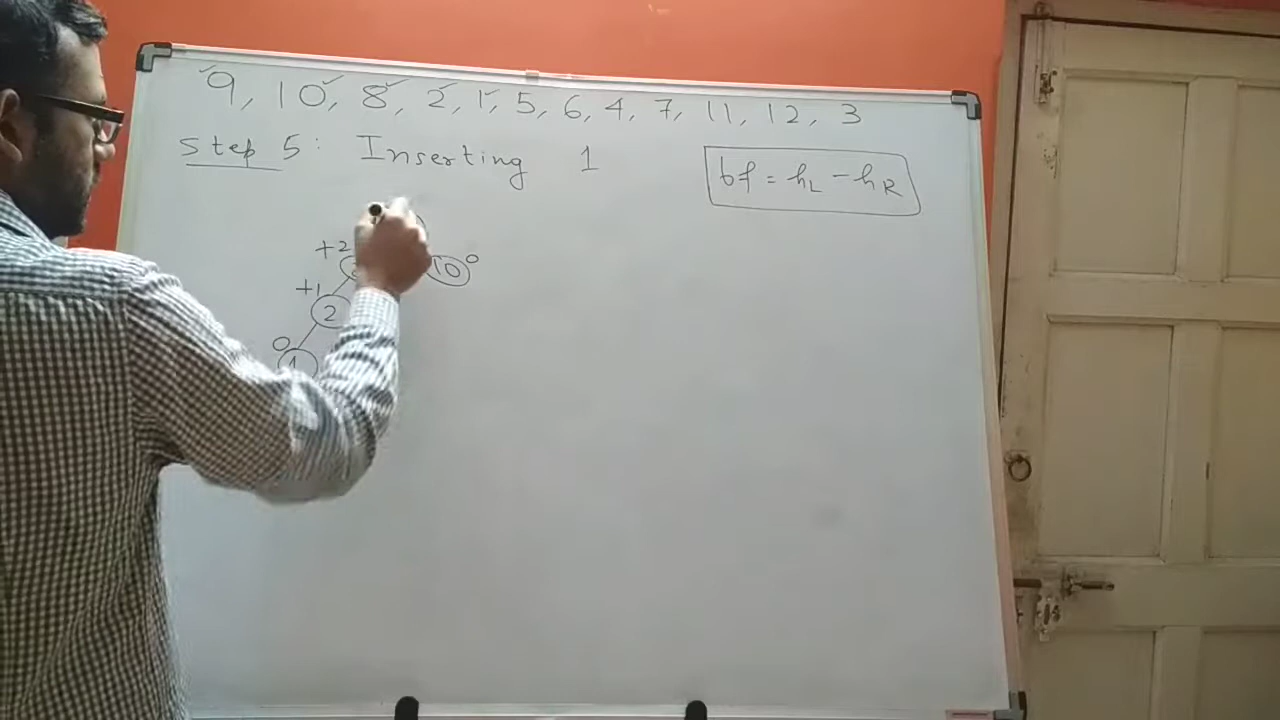 9, 10, 8, 2, 1, 5, 6, 4, 7, 11, 12, 3
Step 5: Inserting 1
bf = hL - hR
+2
10 0
+1
2
0
1